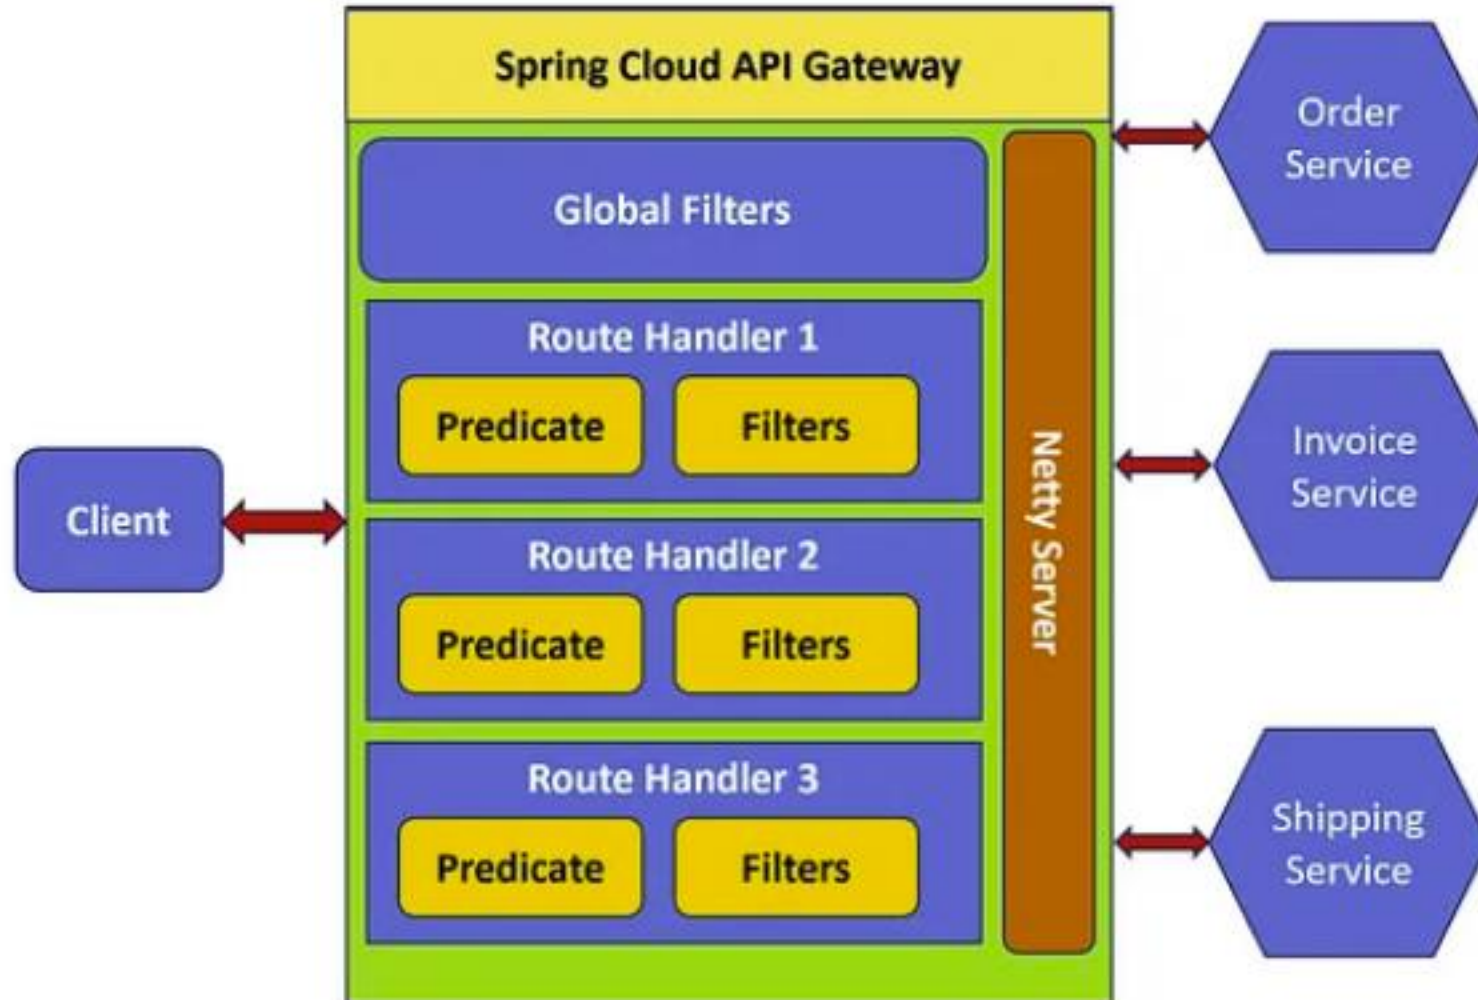 Spring Cloud API Gateway
Global Filters
Route Handler 1
Predicate
Filters
Route Handler 2
Predicate
Filters
Route Handler 3
Predicate
Filters
Netty Server
Client
Order
Service
Invoice
Service
Shipping
Service